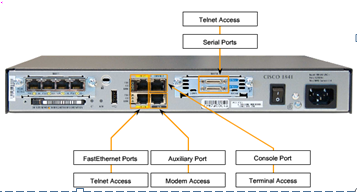 Telnet Access
Serial Ports
CISCO 1841
FastEthernet Ports
Auxiliary Port
Console Port
Telnet Access
Modem Access
Terminal Access